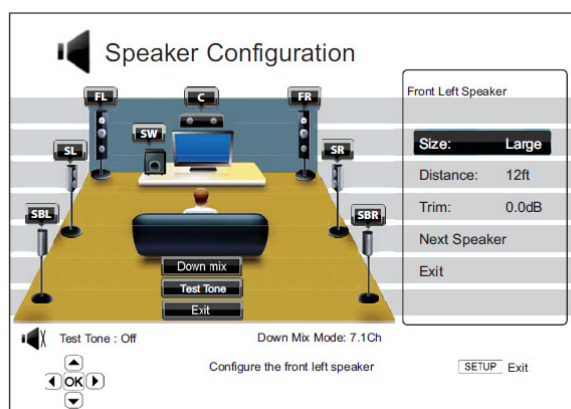 Speaker Configuration
FL
C
FR
SW
SL
SR
SBL
SBR
Down mix
Test Tone
Exit
Front Left Speaker
Size: Large
Distance: 12ft
Trim: 0.0dB
Next Speaker
Exit
Test Tone : Off
Down Mix Mode: 7.1Ch
OK
Configure the front left speaker
SETUP Exit